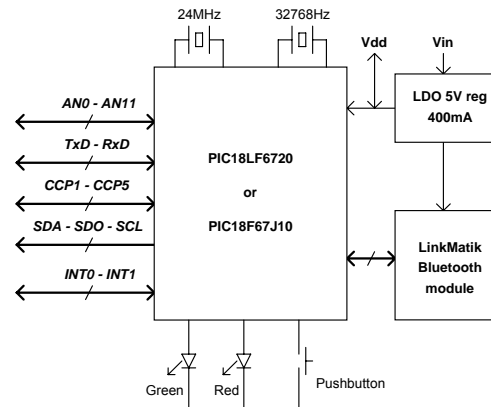 24MHz
32768Hz
Vdd
Vin
AN0 - AN11
LDO 5V reg
400mA
TxD - RxD
PIC18LF6720
or
PIC18F67J10
CCP1 - CCP5
SDA - SDO - SCL
LinkMatik
Bluetooth
module
INT0 - INT1
Green
Red
Pushbutton